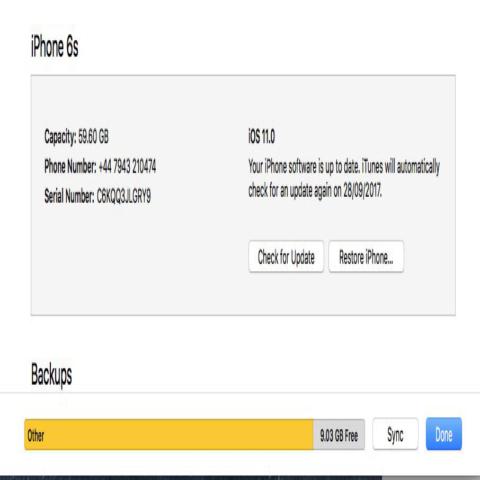 iPhone 6s
Capacity: 59.60 GB
Phone Number: +44 7943 210474
Serial Number: C6KQQ3JLGRY9
iOS 11.0
Your iPhone software is up to date. iTunes will automatically
check for an update again on 28/09/2017.
Check for Update
Restore iPhone...
Backups
Other
9.03 GB Free
Sync
Done